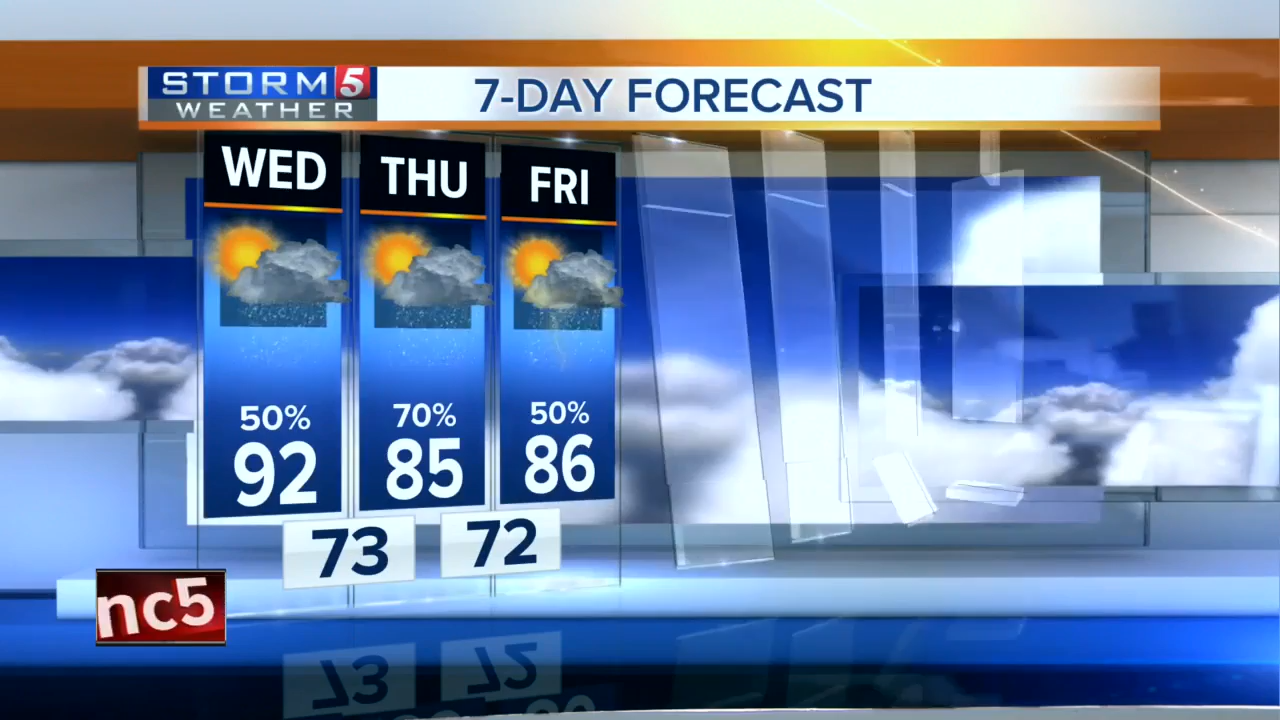 STORM 5
WEATHER
7-DAY FORECAST
WED
THU
FRI
50%
70%
50%
92
85
86
73
72
nc5